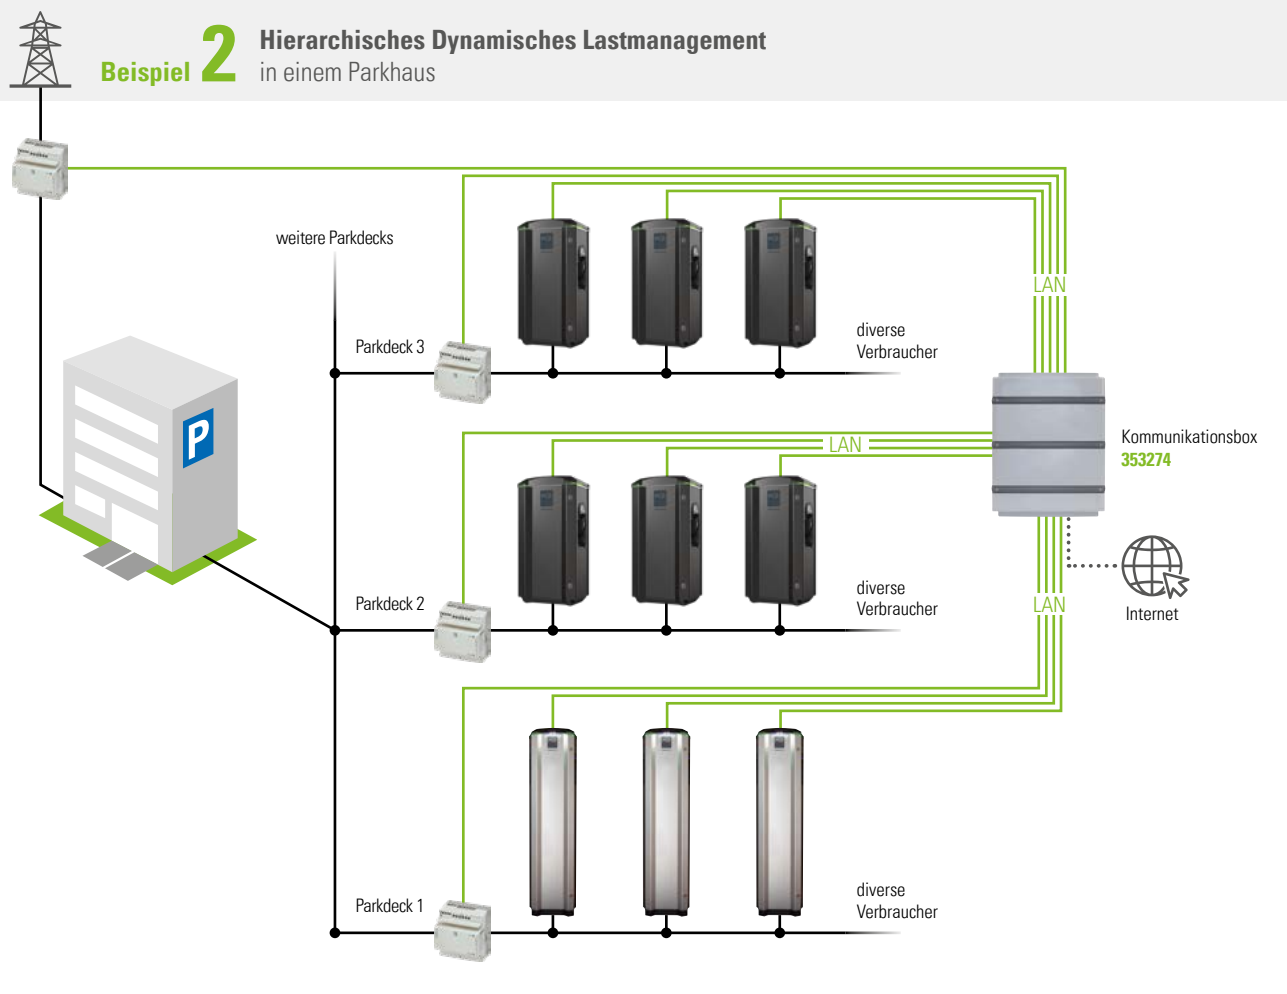 Beispiel 2
Hierarchisches Dynamisches Lastmanagement
in einem Parkhaus
weitere Parkdecks
LAN
Parkdeck 3
diverse
Verbraucher
P
LAN
Kommunikationsbox
353274
Parkdeck 2
diverse
Verbraucher
LAN
Internet
Parkdeck 1
diverse
Verbraucher